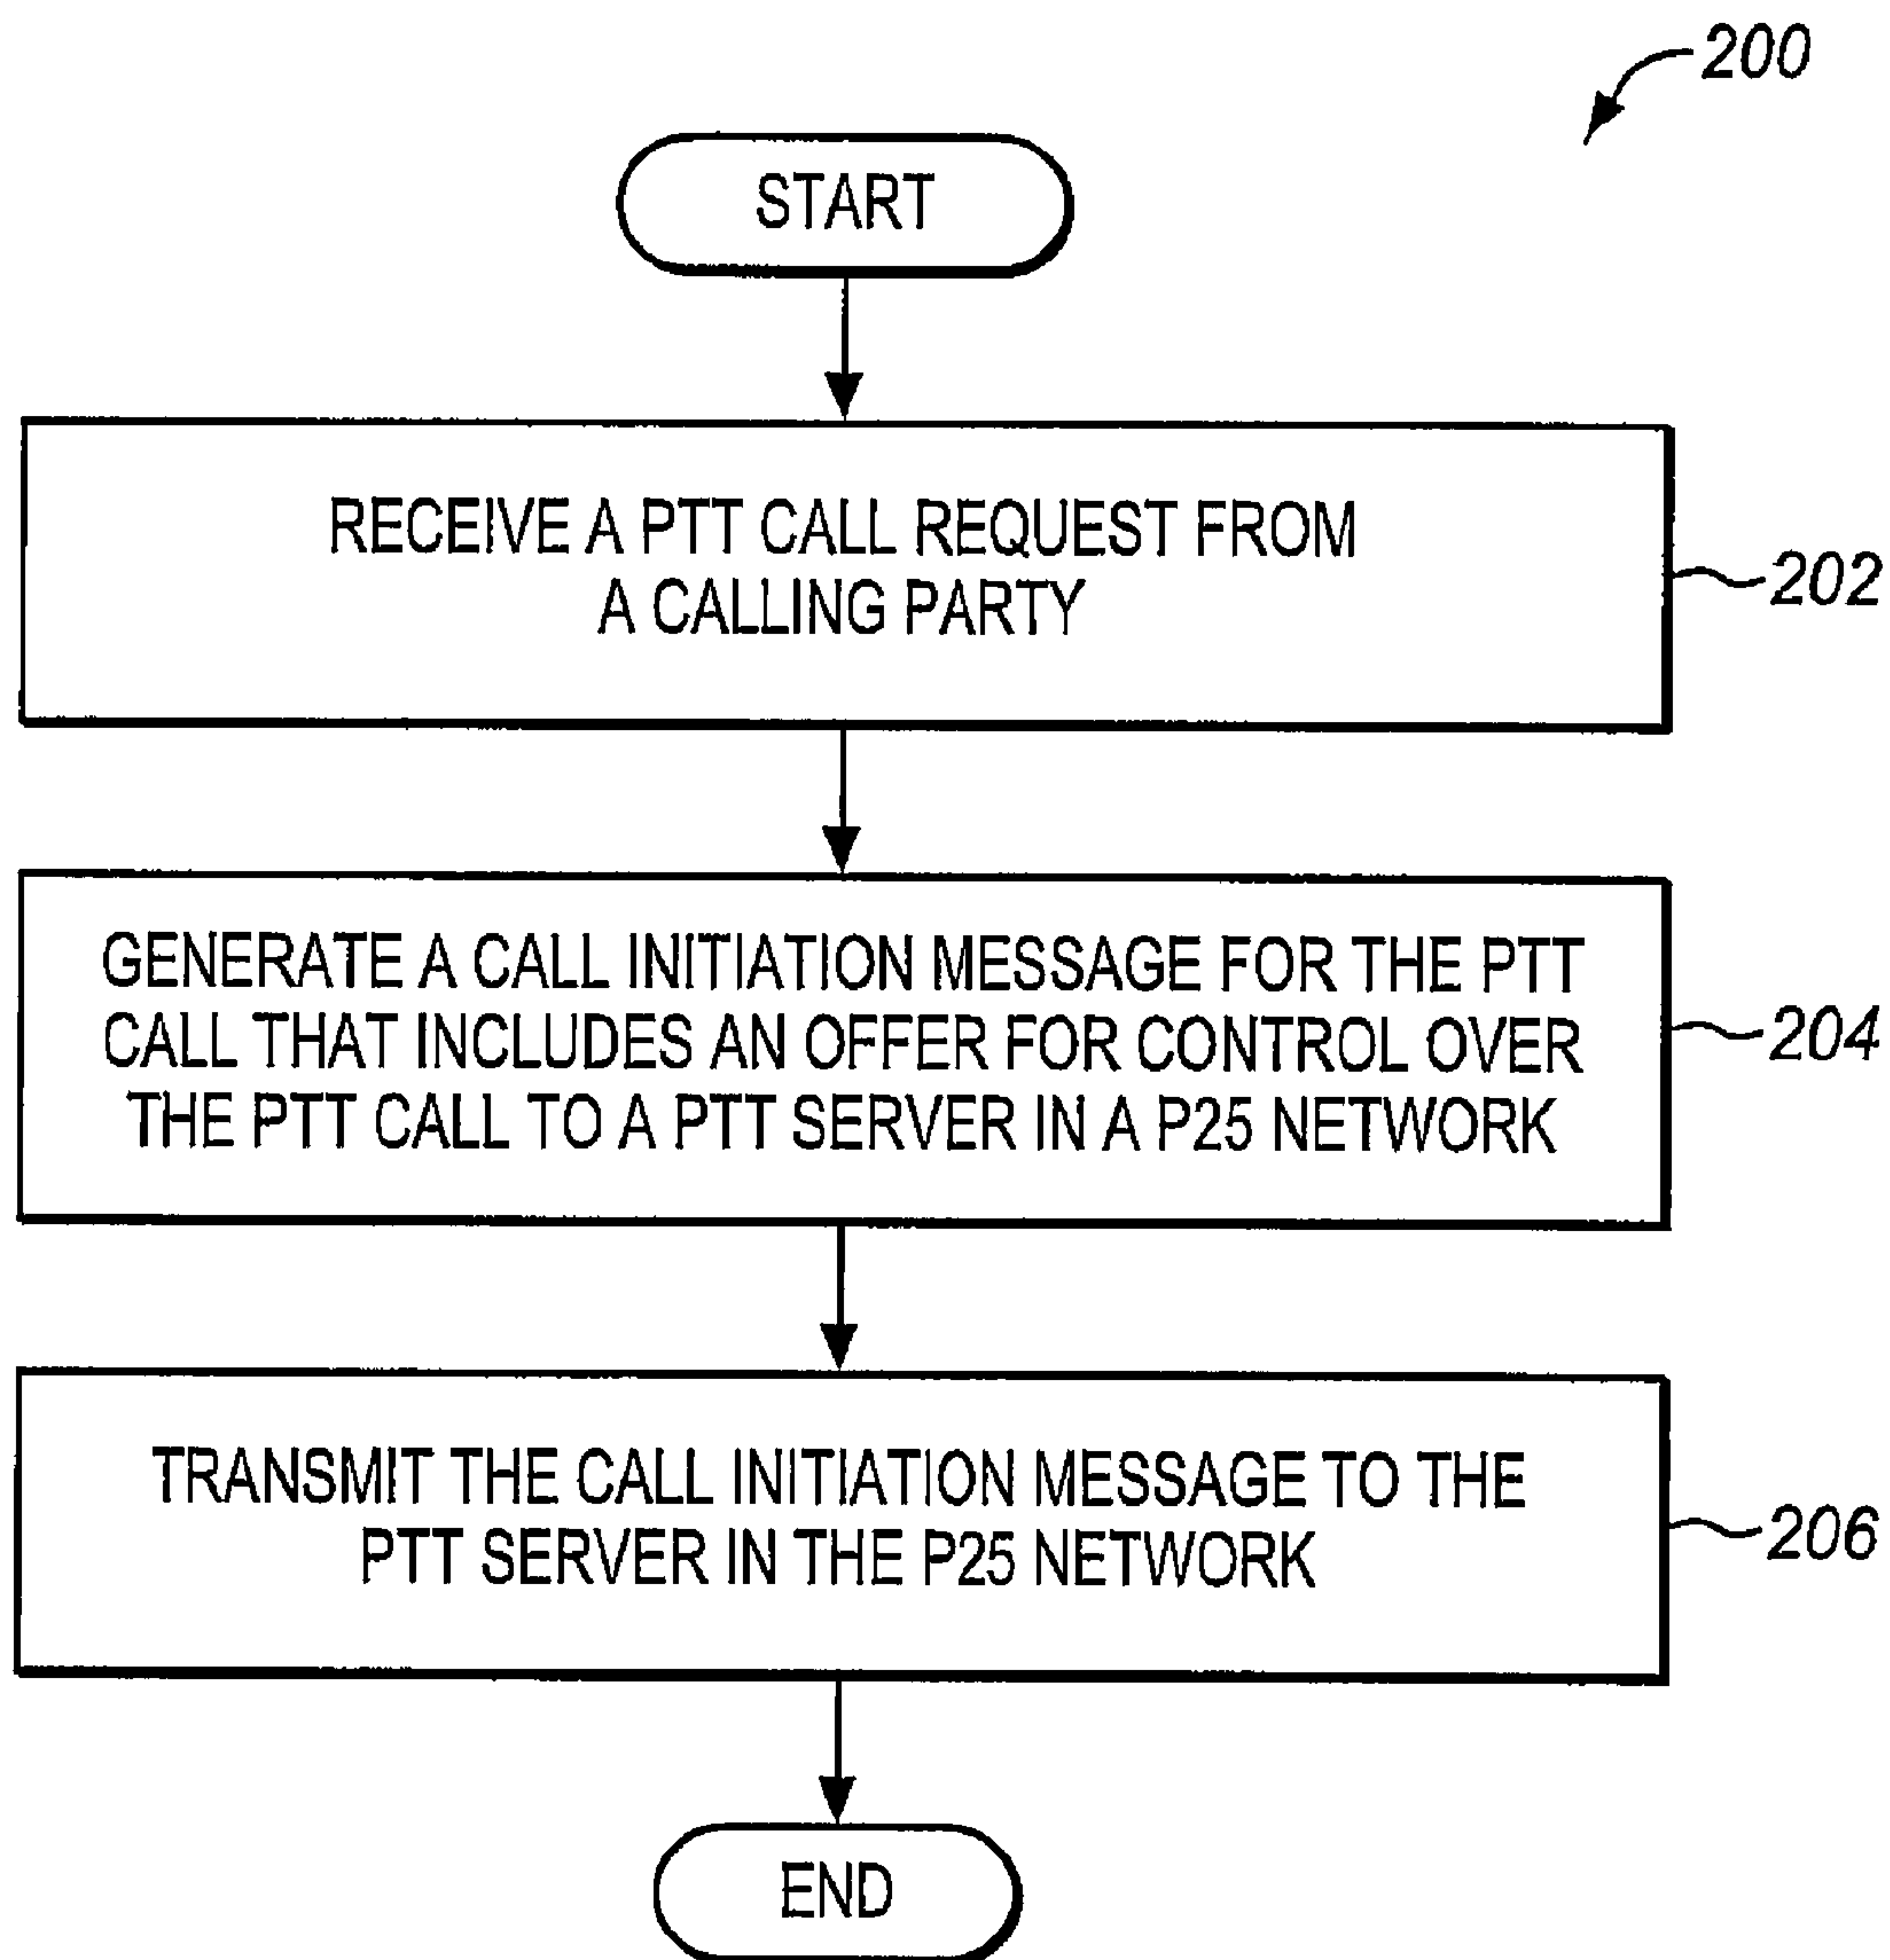 200
START
RECEIVE A PTT CALL REQUEST FROM
A CALLING PARTY
202
GENERATE A CALL INITIATION MESSAGE FOR THE PTT
CALL THAT INCLUDES AN OFFER FOR CONTROL OVER
THE PTT CALL TO A PTT SERVER IN A P25 NETWORK
204
TRANSMIT THE CALL INITIATION MESSAGE TO THE
PTT SERVER IN THE P25 NETWORK
206
END